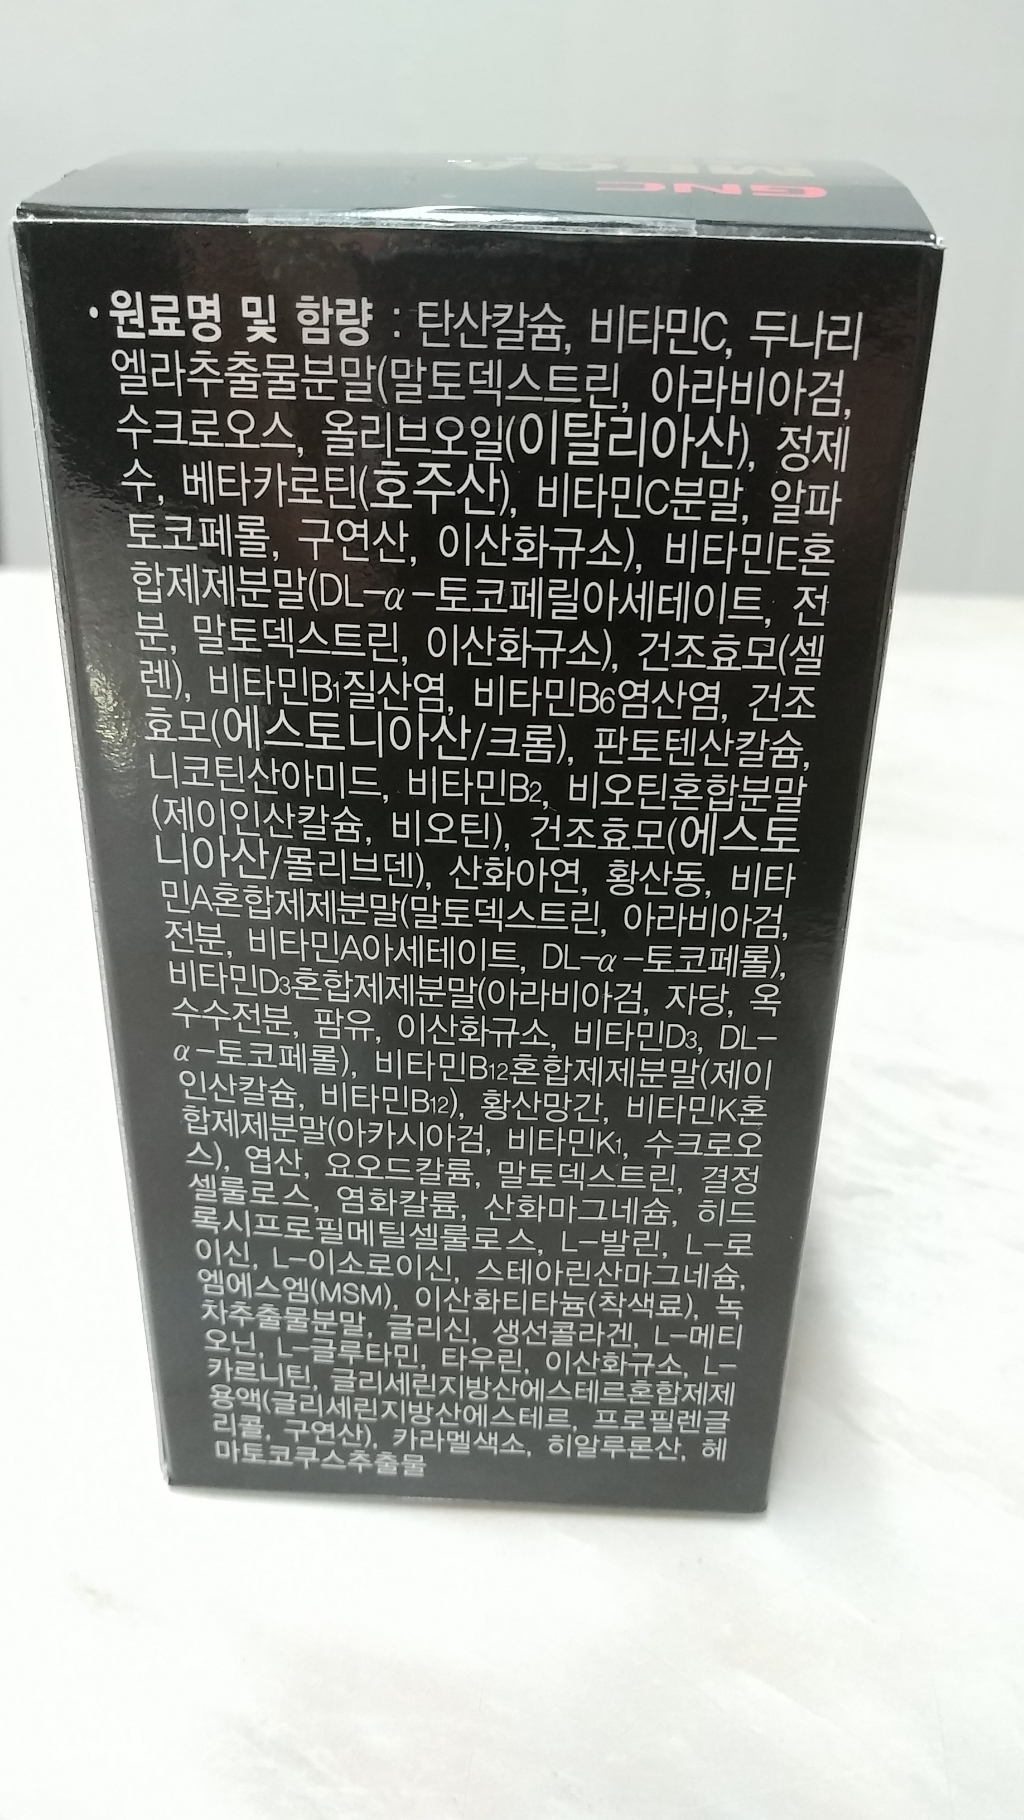 GNC
MEGA
· 원료명 및 함량 : 탄산칼슘, 비타민C, 두나리
엘라추출물분말(말토덱스트린, 아라비아검,
수크로오스, 올리브오일(이탈리아산), 정제
수, 베타카로틴(호주산), 비타민C분말, 알파
토코페롤, 구연산, 이산화규소), 비타민E혼
합제제분말(DL-α-토코페릴아세테이트, 전
분, 말토덱스트린, 이산화규소), 건조효모(셀
렌), 비타민B1질산염, 비타민B6염산염, 건조
효모(에스토니아산/크롬), 판토텐산칼슘,
니코틴산아미드, 비타민B2, 비오틴혼합분말
(제이인산칼슘, 비오틴), 건조효모(에스토
니아산/몰리브덴), 산화아연, 황산동, 비타
민A혼합제제분말(말토덱스트린, 아라비아검,
전분, 비타민A아세테이트, DL-α-토코페롤),
비타민D3혼합제제분말(아라비아검, 자당, 옥
수수전분, 팜유, 이산화규소, 비타민D3, DL-
α-토코페롤), 비타민B12혼합제제분말(제이
인산칼슘, 비타민B12), 황산망간, 비타민K혼
합제제분말(아카시아검, 비타민K1, 수크로오
스), 엽산, 요오드칼륨, 말토덱스트린, 결정
셀룰로스, 염화칼륨, 산화마그네슘, 히드
록시프로필메틸셀룰로스, L-발린, L-로
이신, L-이소로이신, 스테아린산마그네슘,
엠에스엠(MSM), 이산화티타늄(착색료), 녹
차추출물분말, 글리신, 생선콜라겐, L-메티
오닌, L-글루타민, 타우린, 이산화규소, L-
카르니틴, 글리세린지방산에스테르혼합제제
용액(글리세린지방산에스테르, 프로필렌글
리콜, 구연산), 카라멜색소, 히알루론산, 헤
마토코쿠스추출물